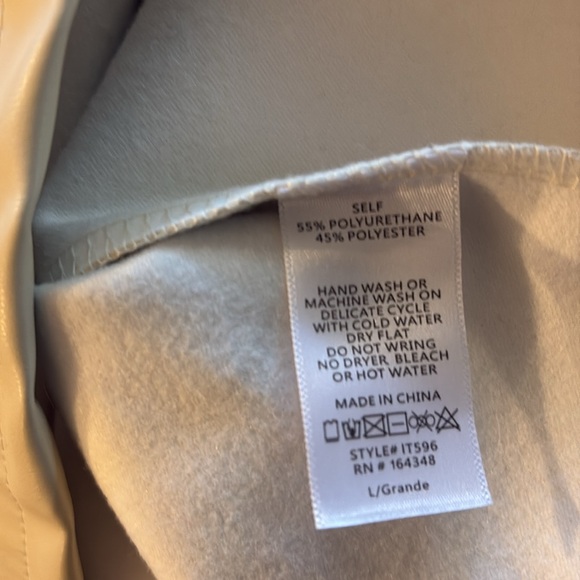 SELF
55% POLYURETHANE
45% POLYESTER
HAND WASH OR
MACHINE WASH ON
DELICATE CYCLE
WITH COLD WATER
DRY FLAT
DO NOT WRING
NO DRYER, BLEACH
OR HOT WATER
MADE IN CHINA
STYLE# IT596
RN # 164348
L/Grande